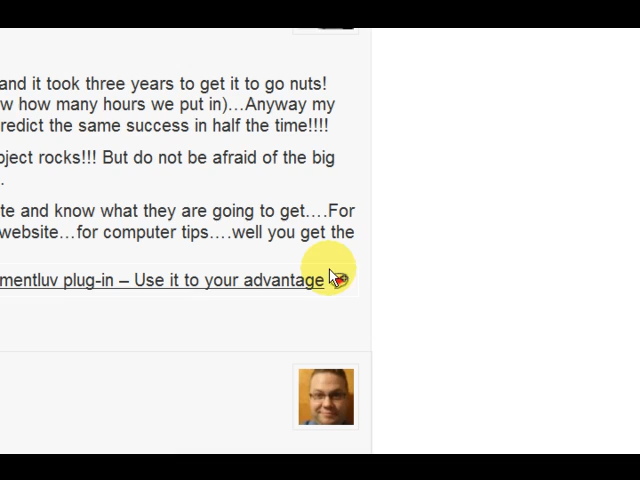 and it took three years to get it to go nuts!
w how many hours we put in)…Anyway my
redict the same success in half the time!!!!
ject rocks!!! But do not be afraid of the big
.
te and know what they are going to get….For
website…for computer tips….well you get the
mentluv plug-in – Use it to your advantage